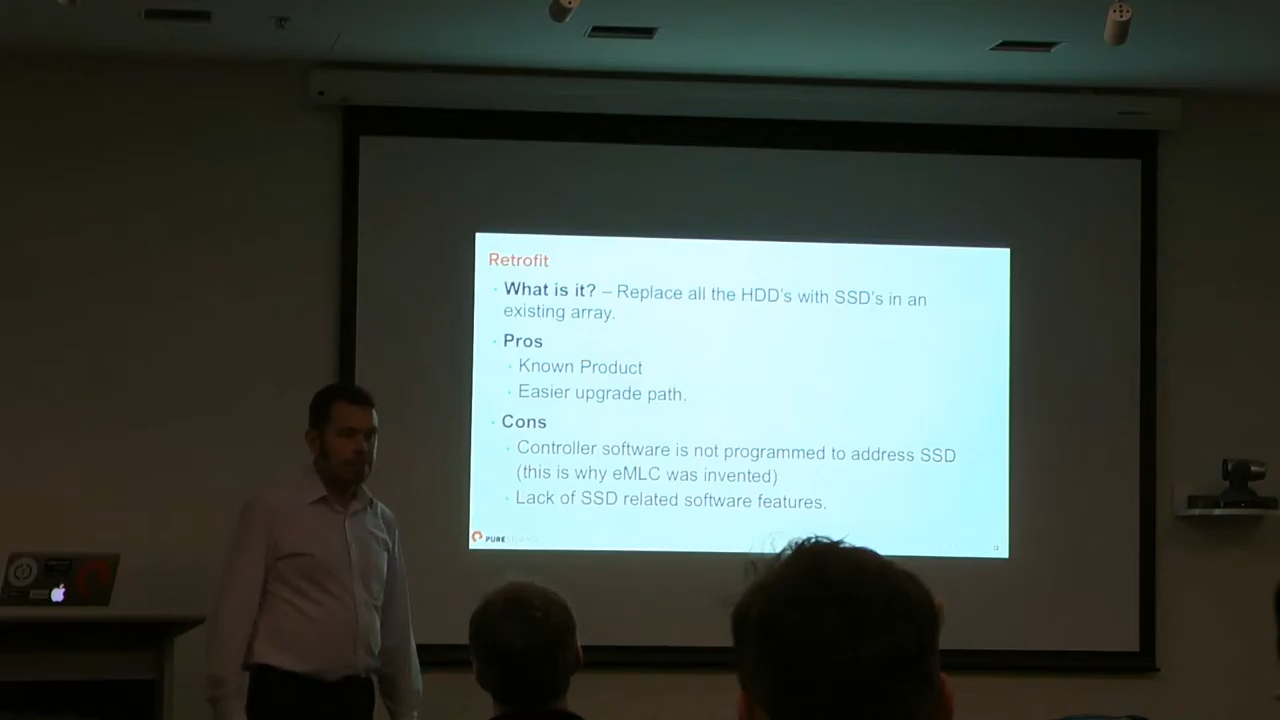 Retrofit
• What is it? – Replace all the HDD's with SSD's in an
existing array.
• Pros
• Known Product
• Easier upgrade path.
• Cons
• Controller software is not programmed to address SSD
(this is why eMLC was invented)
• Lack of SSD related software features.
PURESTORAGE
12